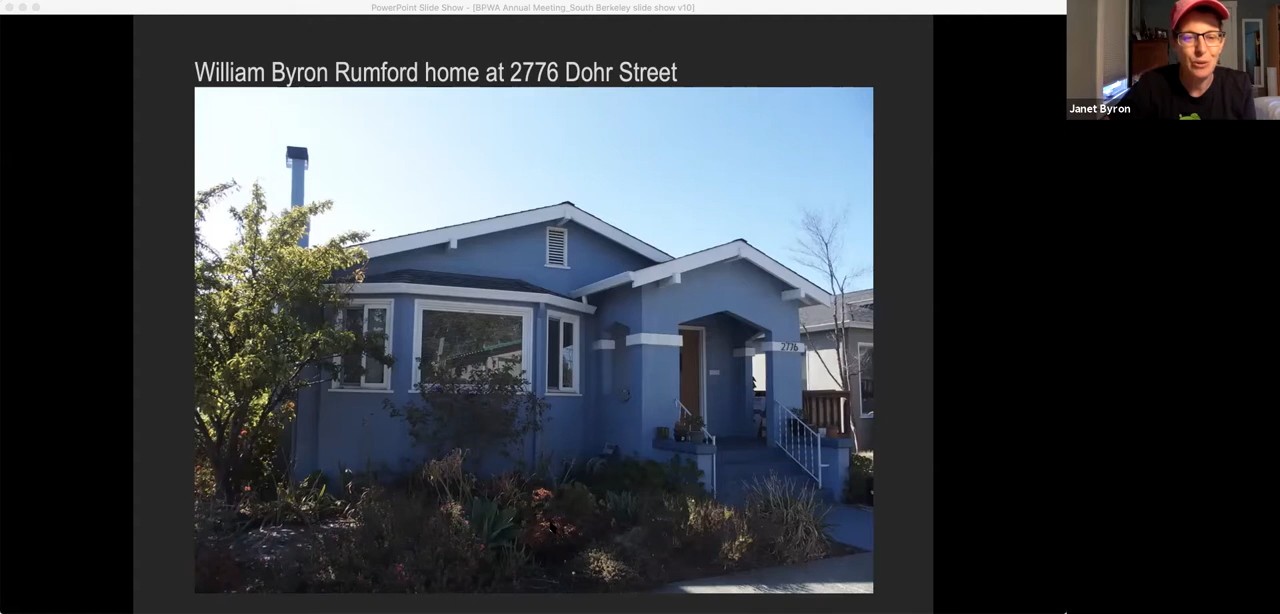 PowerPoint Slide Show - [BPWA Annual Meeting_South Berkeley slide show v10]
William Byron Rumford home at 2776 Dohr Street
Janet Byron
2776